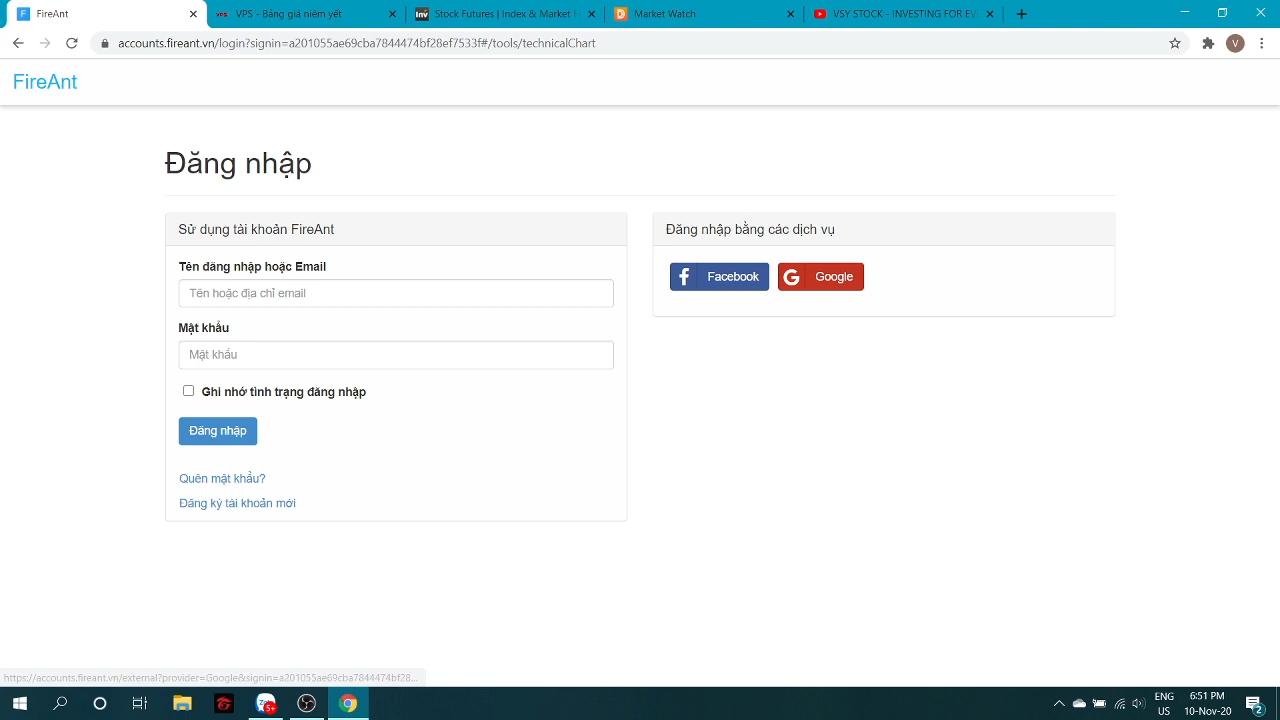 FireAnt
VPS - Bảng giá niêm yết
Stock Futures | Index & Market F
Market Watch
VSY STOCK - INVESTING FOR EV
accounts.fireant.vn/login?signin=a201055ae69cba7844474bf28ef7533f#/tools/technicalChart
V
FireAnt
Đăng nhập
Sử dụng tài khoản FireAnt
Đăng nhập bằng các dịch vụ
Tên đăng nhập hoặc Email
Facebook
Google
Tên hoặc địa chỉ email
Mật khẩu
Mật khẩu
Ghi nhớ tình trạng đăng nhập
Đăng nhập
Quên mật khẩu?
Đăng ký tài khoản mới
https://accounts.fireant.vn/external?provider=Google&signin=a201055ae69cba7844474bf28...
5+
ENG
US
6:51 PM
10-Nov-20
2